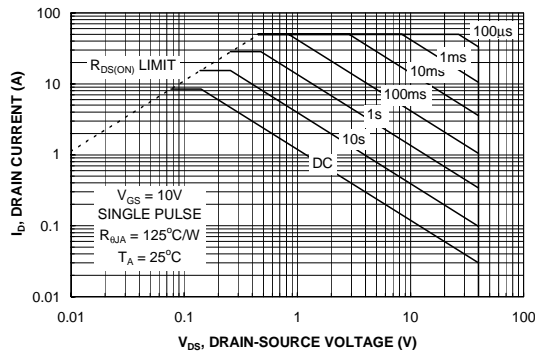 100
10
1
0.1
0.01
0.01
0.1
1
10
100
I_D, DRAIN CURRENT (A)
V_DS, DRAIN-SOURCE VOLTAGE (V)
R_DS(ON) LIMIT
100μs
1ms
10ms
100ms
1s
10s
DC
V_GS = 10V
SINGLE PULSE
R_θJA = 125°C/W
T_A = 25°C